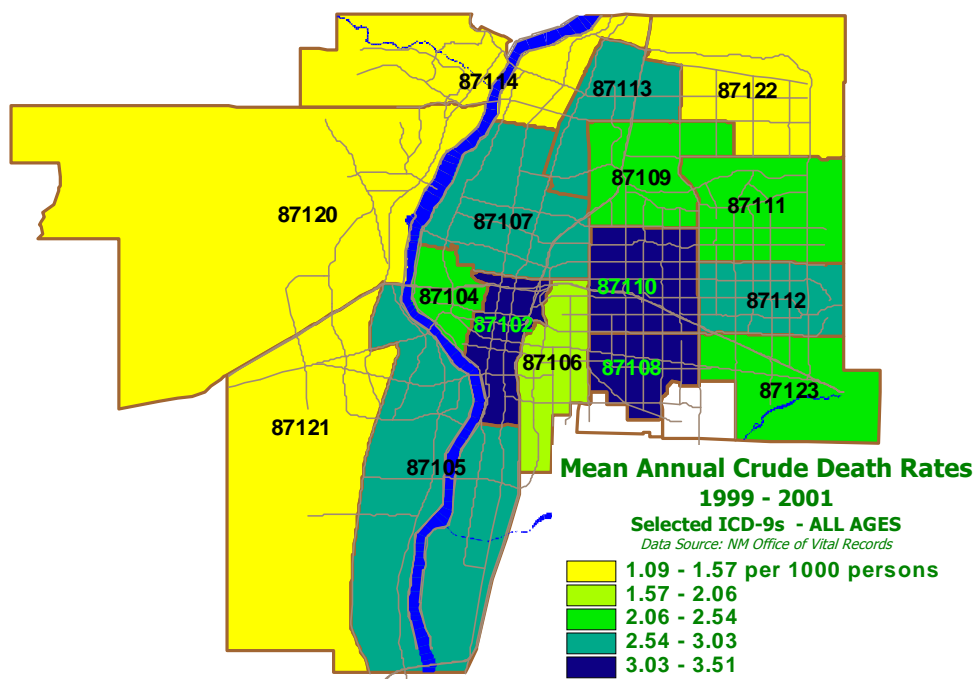 87114
87113
87122
87109
87111
87120
87107
87104
87110
87112
87102
87106
87108
87123
87121
87105
Mean Annual Crude Death Rates
1999 - 2001
Selected ICD-9s - ALL AGES
Data Source: NM Office of Vital Records
1.09 - 1.57 per 1000 persons
1.57 - 2.06
2.06 - 2.54
2.54 - 3.03
3.03 - 3.51